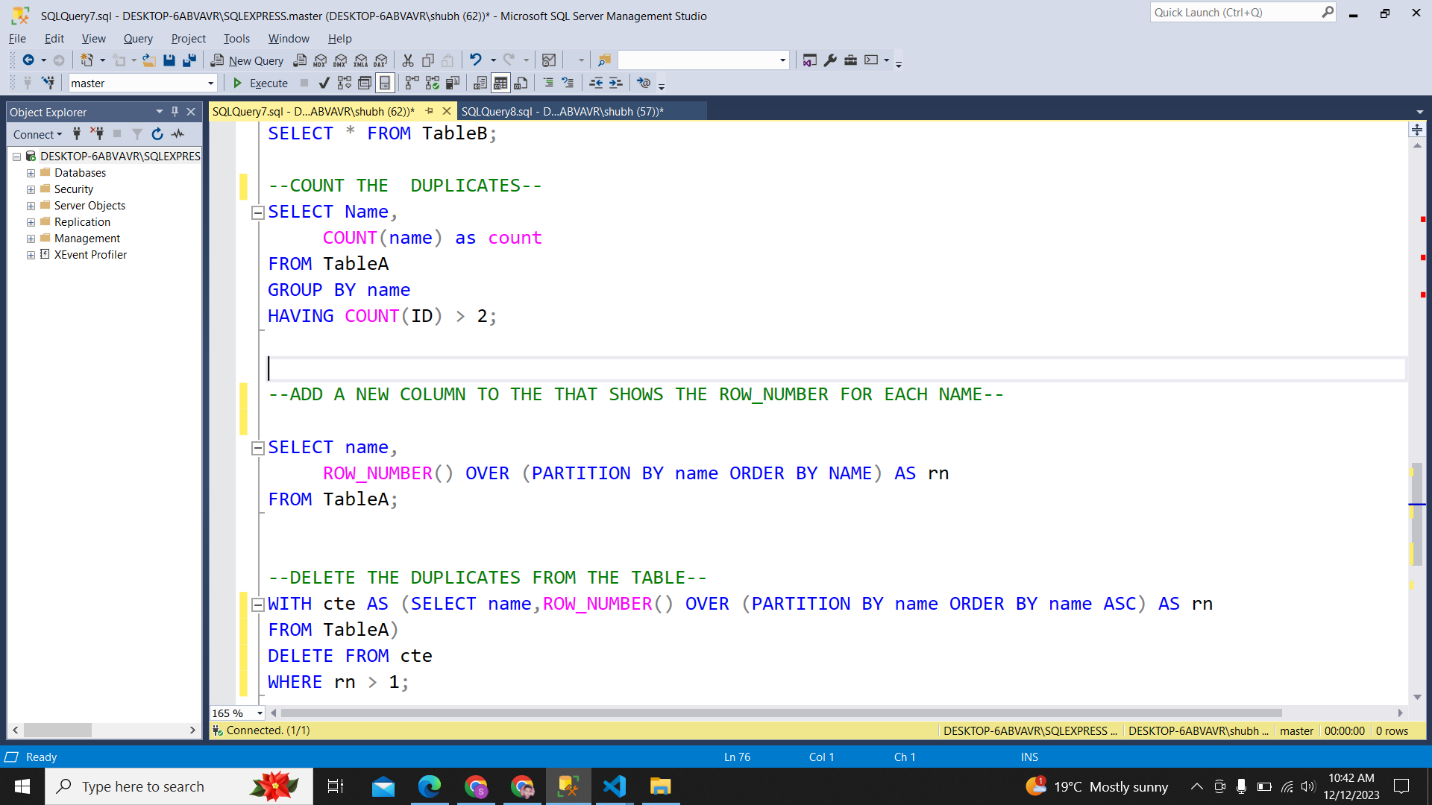 SQLQuery7.sql - DESKTOP-6ABVAVR\SQLEXPRESS.master (DESKTOP-6ABVAVR\shubh (62))* - Microsoft SQL Server Management Studio
Quick Launch (Ctrl+Q)
File Edit View Query Project Tools Window Help
New Query MDX DMX XMLA DAX
master Execute
Object Explorer
SQLQuery7.sql - D...ABVAVR\shubh (62))* SQLQuery8.sql - D...ABVAVR\shubh (57))*
Connect
DESKTOP-6ABVAVR\SQLEXPRES
Databases
Security
Server Objects
Replication
Management
XEvent Profiler
SELECT * FROM TableB;
--COUNT THE  DUPLICATES--
SELECT Name,
COUNT(name) as count
FROM TableA
GROUP BY name
HAVING COUNT(ID) > 2;
--ADD A NEW COLUMN TO THE THAT SHOWS THE ROW_NUMBER FOR EACH NAME--
SELECT name,
ROW_NUMBER() OVER (PARTITION BY name ORDER BY NAME) AS rn
FROM TableA;
--DELETE THE DUPLICATES FROM THE TABLE--
WITH cte AS (SELECT name,ROW_NUMBER() OVER (PARTITION BY name ORDER BY name ASC) AS rn
FROM TableA)
DELETE FROM cte
WHERE rn > 1;
165 %
Connected. (1/1) DESKTOP-6ABVAVR\SQLEXPRESS ... DESKTOP-6ABVAVR\shubh ... master 00:00:00 0 rows
Ready Ln 76 Col 1 Ch 1 INS
Type here to search
1 19°C Mostly sunny
10:42 AM
12/12/2023